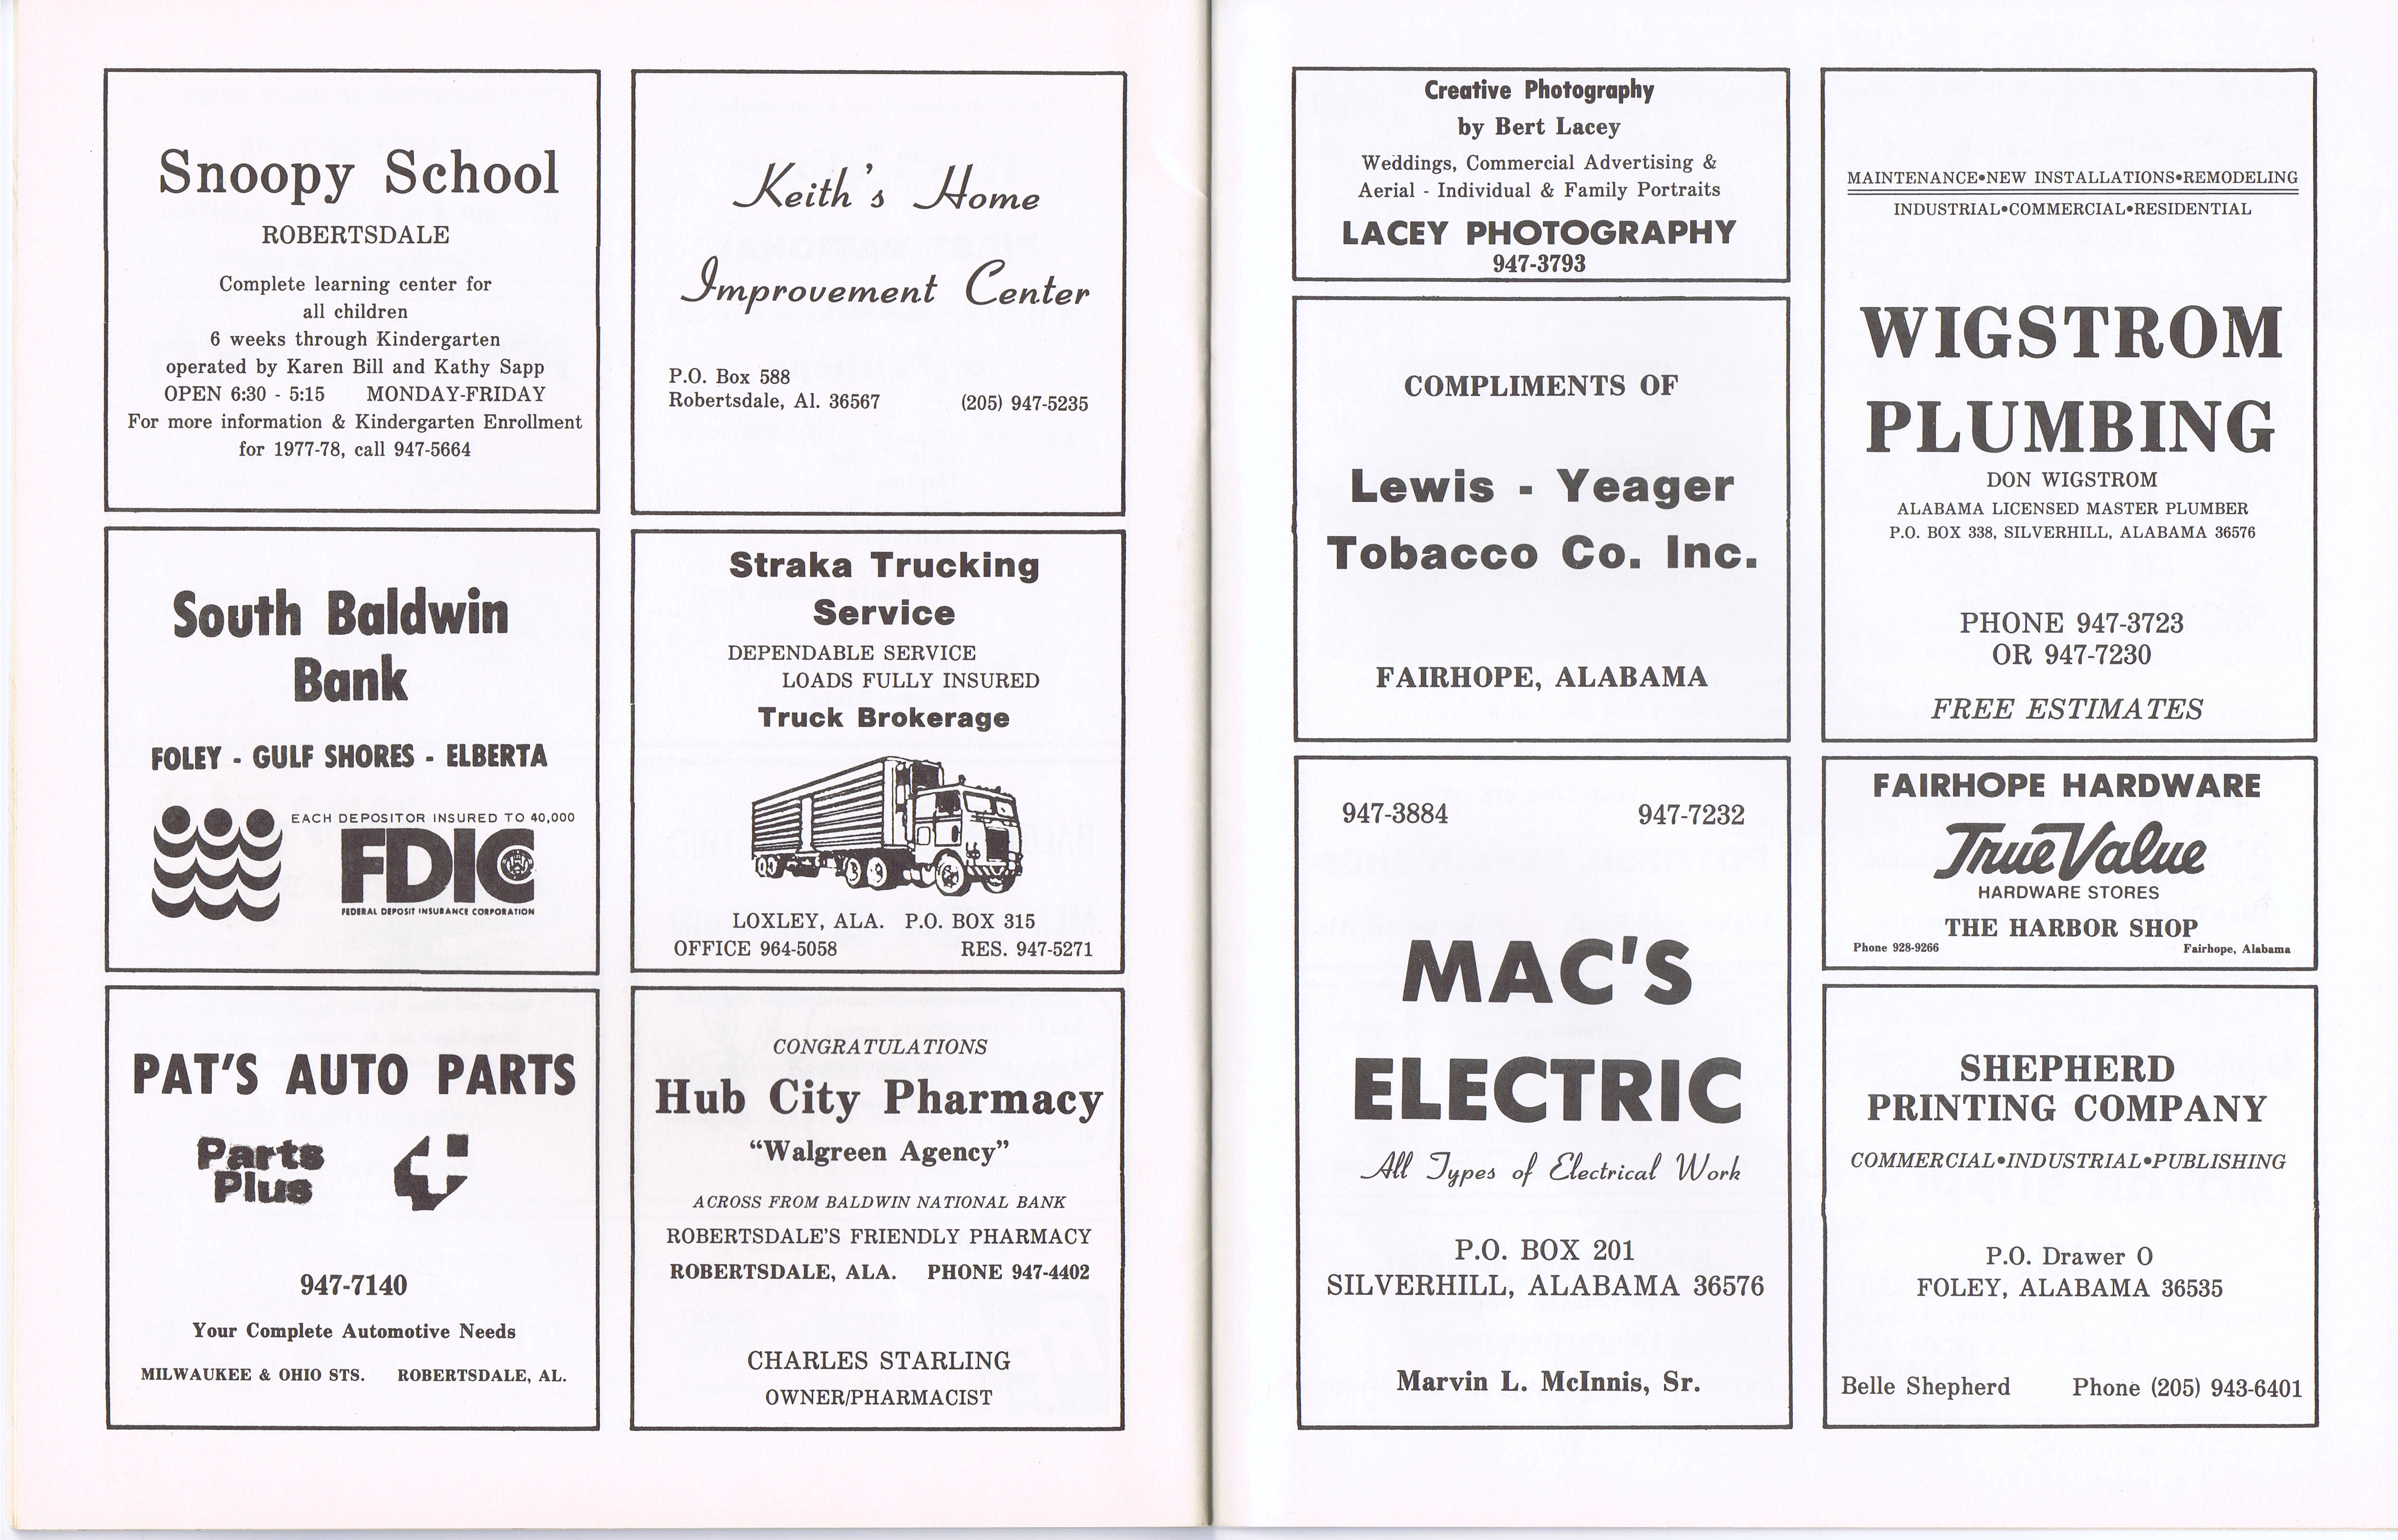 Snoopy School
ROBERTSDALE
Complete learning center for
all children
6 weeks through Kindergarten
operated by Karen Bill and Kathy Sapp
OPEN 6:30 - 5:15 MONDAY-FRIDAY
For more information & Kindergarten Enrollment
for 1977-78, call 947-5664
Keith's Home
Improvement Center
P.O. Box 588
Robertsdale, Al. 36567 (205) 947-5235
South Baldwin
Bank
FOLEY - GULF SHORES - ELBERTA
EACH DEPOSITOR INSURED TO 40,000
FDIC
FEDERAL DEPOSIT INSURANCE CORPORATION
Straka Trucking
Service
DEPENDABLE SERVICE
LOADS FULLY INSURED
Truck Brokerage
LOXLEY, ALA. P.O. BOX 315
OFFICE 964-5058 RES. 947-5271
PAT'S AUTO PARTS
Parts
Plus
947-7140
Your Complete Automotive Needs
MILWAUKEE & OHIO STS. ROBERTSDALE, AL.
CONGRATULATIONS
Hub City Pharmacy
“Walgreen Agency”
ACROSS FROM BALDWIN NATIONAL BANK
ROBERTSDALE'S FRIENDLY PHARMACY
ROBERTSDALE, ALA. PHONE 947-4402
CHARLES STARLING
OWNER/PHARMACIST
Creative Photography
by Bert Lacey
Weddings, Commercial Advertising &
Aerial - Individual & Family Portraits
LACEY PHOTOGRAPHY
947-3793
COMPLIMENTS OF
Lewis - Yeager
Tobacco Co. Inc.
FAIRHOPE, ALABAMA
947-3884 947-7232
MAC'S
ELECTRIC
All Types of Electrical Work
P.O. BOX 201
SILVERHILL, ALABAMA 36576
Marvin L. McInnis, Sr.
MAINTENANCE•NEW INSTALLATIONS•REMODELING
INDUSTRIAL•COMMERCIAL•RESIDENTIAL
WIGSTROM
PLUMBING
DON WIGSTROM
ALABAMA LICENSED MASTER PLUMBER
P.O. BOX 338, SILVERHILL, ALABAMA 36576
PHONE 947-3723
OR 947-7230
FREE ESTIMATES
FAIRHOPE HARDWARE
True Value
HARDWARE STORES
THE HARBOR SHOP
Phone 928-9266 Fairhope, Alabama
SHEPHERD
PRINTING COMPANY
COMMERCIAL•INDUSTRIAL•PUBLISHING
P.O. Drawer O
FOLEY, ALABAMA 36535
Belle Shepherd Phone (205) 943-6401